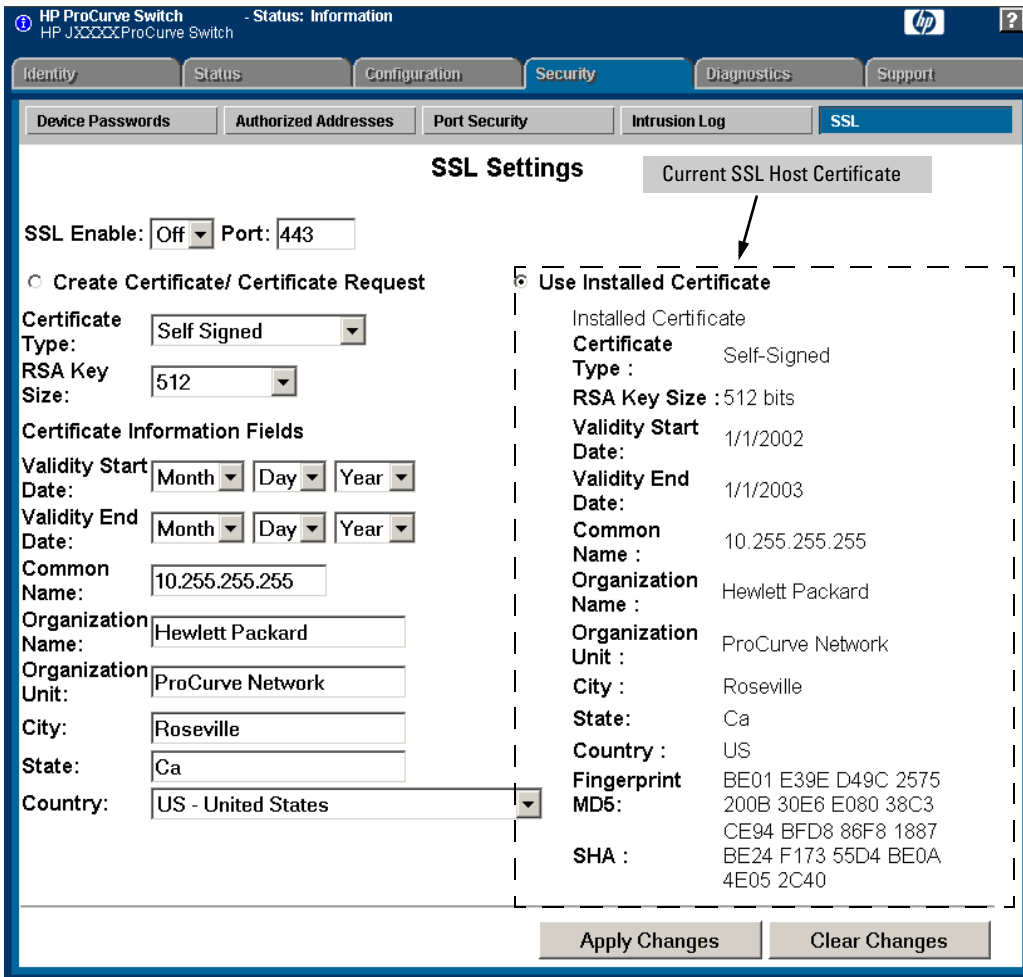 HP ProCurve Switch - Status: Information
HP JXXXXProCurve Switch
hp
?
Identity Status Configuration Security Diagnostics Support
Device Passwords Authorized Addresses Port Security Intrusion Log SSL
SSL Settings
Current SSL Host Certificate
SSL Enable: Off Port: 443
Create Certificate/ Certificate Request
Certificate
Type:
Self Signed
RSA Key
Size:
512
Certificate Information Fields
Validity Start
Date:
Month Day Year
Validity End
Date:
Month Day Year
Common
Name:
10.255.255.255
Organization
Name:
Hewlett Packard
Organization
Unit:
ProCurve Network
City:
Roseville
State:
Ca
Country:
US - United States
Use Installed Certificate
Installed Certificate
Certificate
Type :
Self-Signed
RSA Key Size : 512 bits
Validity Start
Date:
1/1/2002
Validity End
Date:
1/1/2003
Common
Name :
10.255.255.255
Organization
Name :
Hewlett Packard
Organization
Unit :
ProCurve Network
City : Roseville
State: Ca
Country : US
Fingerprint
MD5:
BE01 E39E D49C 2575
200B 30E6 E080 38C3
SHA :
CE94 BFD8 86F8 1887
BE24 F173 55D4 BE0A
4E05 2C40
Apply Changes Clear Changes